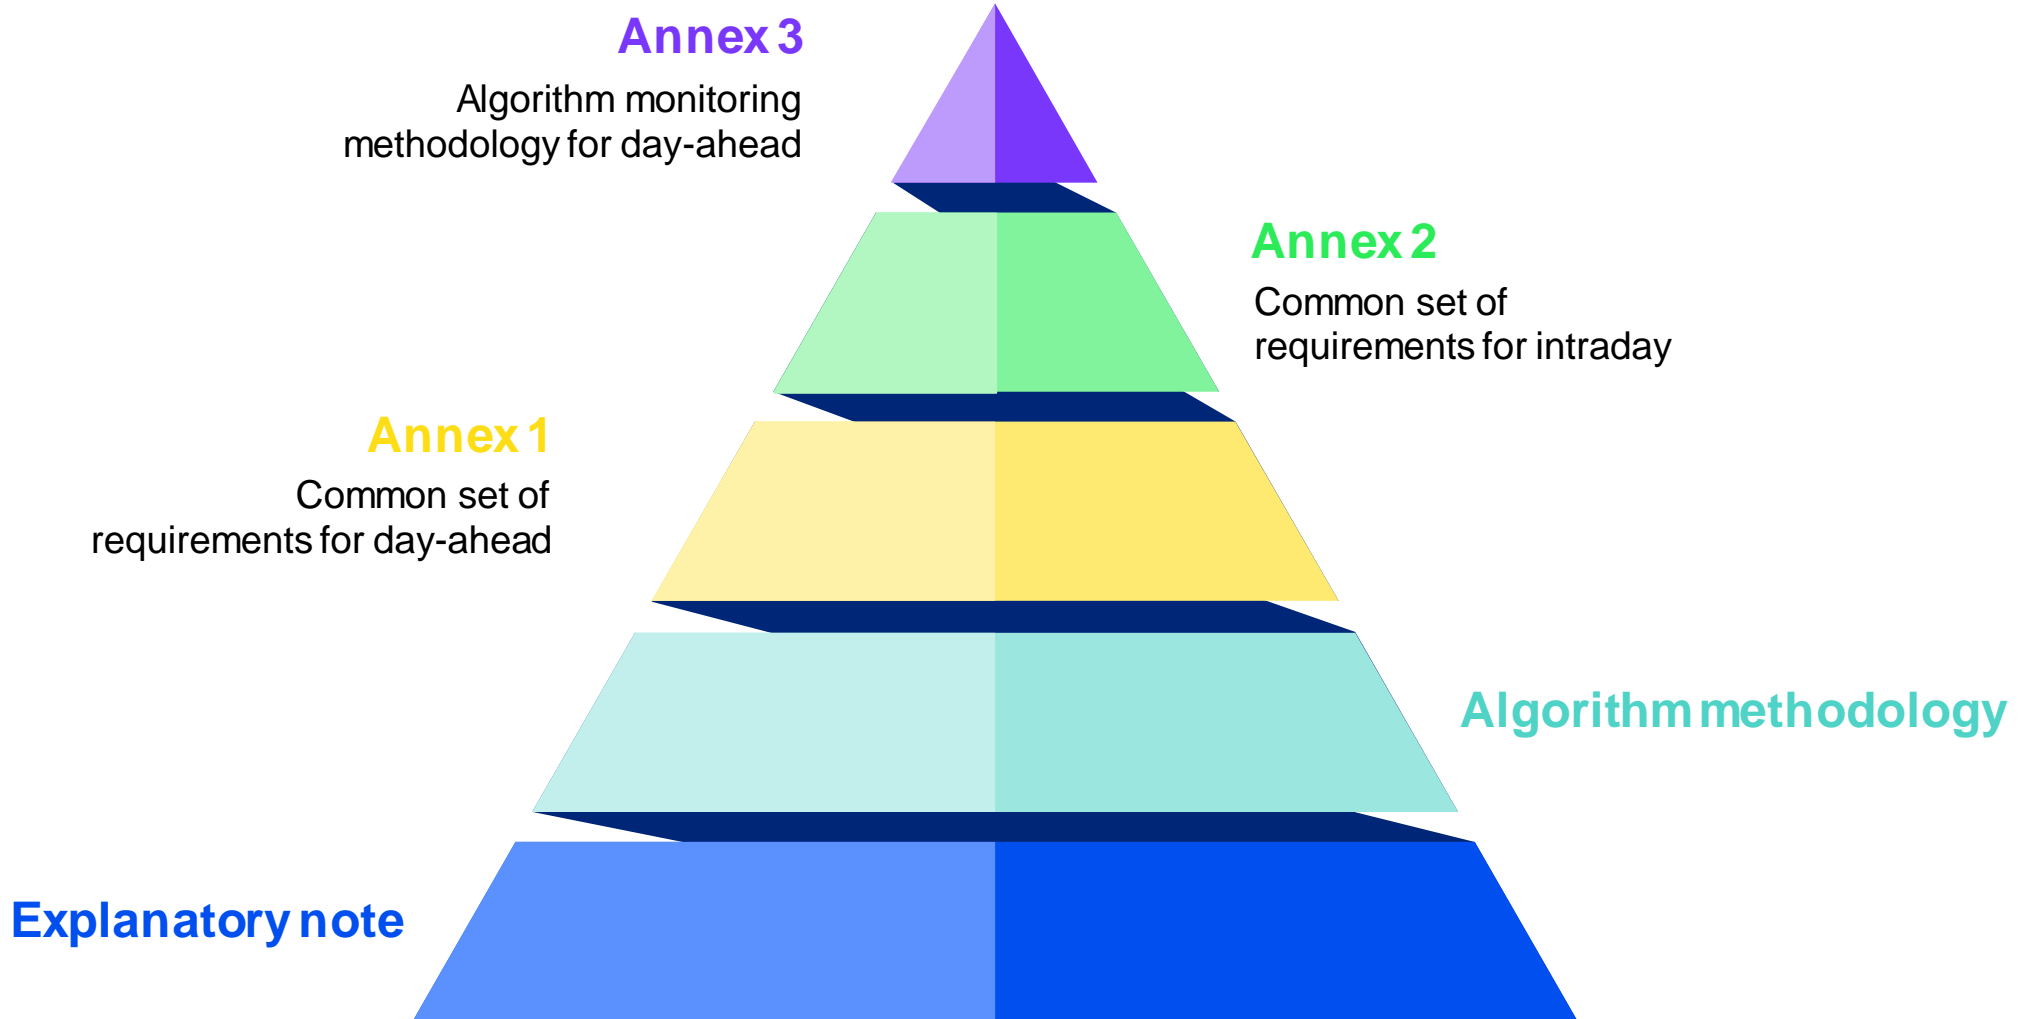 Annex 3
Algorithm monitoring
methodology for day-ahead
Annex 2
Common set of
requirements for intraday
Annex 1
Common set of
requirements for day-ahead
Algorithm methodology
Explanatory note